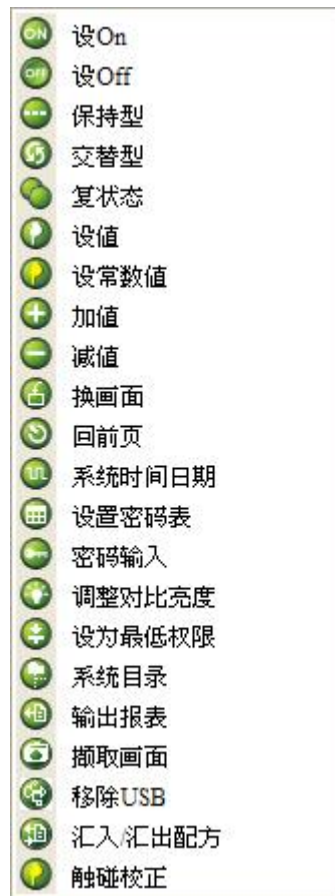 ON 设On
OFF 设Off
保持型
交替型
复状态
设值
设常数值
加值
减值
换画面
回前页
系统时间日期
设置密码表
密码输入
调整对比亮度
设为最低权限
系统目录
输出报表
撷取画面
移除USB
汇入/汇出配方
触碰校正